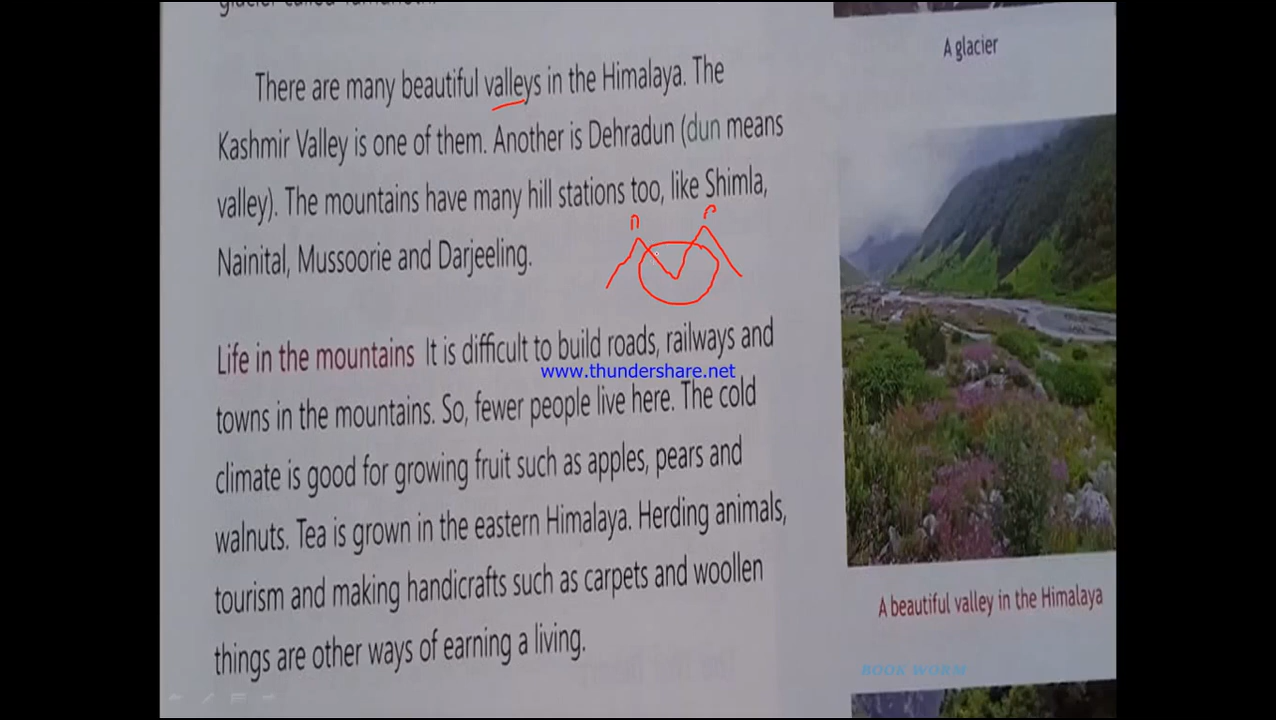 glacier called Yamunotri.
There are many beautiful valleys in the Himalaya. The
Kashmir Valley is one of them. Another is Dehradun (dun means
valley). The mountains have many hill stations too, like Shimla,
Nainital, Mussoorie and Darjeeling.
Life in the mountains It is difficult to build roads, railways and
www.thundershare.net
towns in the mountains. So, fewer people live here. The cold
climate is good for growing fruit such as apples, pears and
walnuts. Tea is grown in the eastern Himalaya. Herding animals,
tourism and making handicrafts such as carpets and woollen
things are other ways of earning a living.
A glacier
A beautiful valley in the Himalaya
BOOK WORM